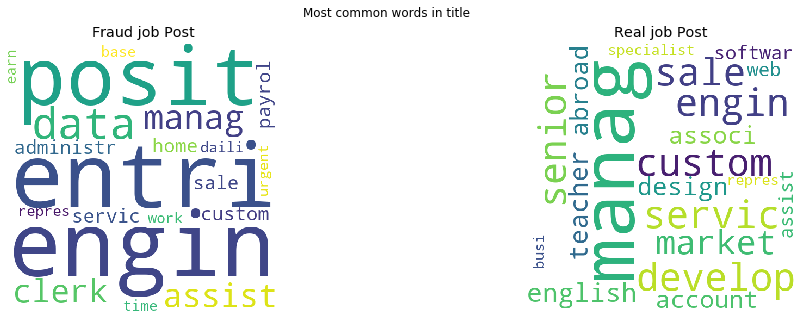 Most common words in title
Fraud job Post
base
earn
posit
payrol
data
manag
administr
home
daili
entri
urgent
sale
repres
servic
work
custom
engin
clerk
assist
time
Real job Post
specialist
softwar
abroad
sale
web
senior
manag
engin
associ
teacher
custom
design
repres
assist
servic
busi
market
develop
english
account